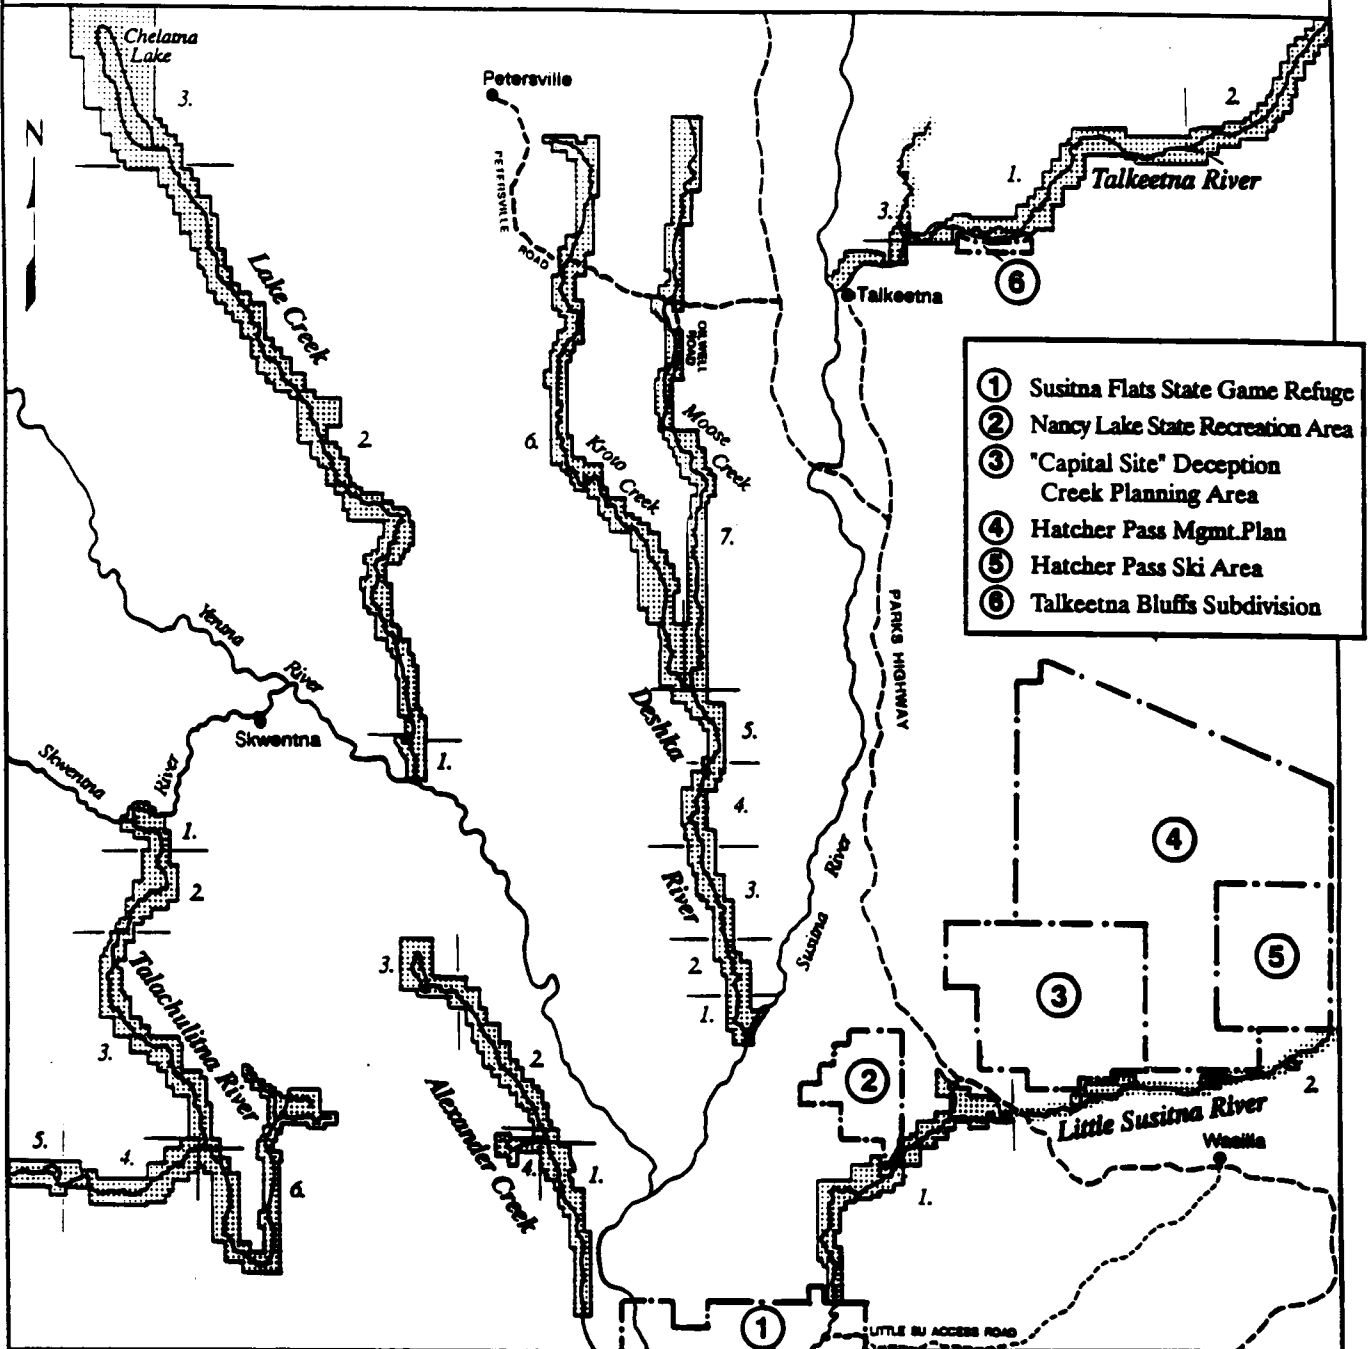 Chelatna
Lake
3.
Petersville
N
PETERSVILLE
ROAD
2.
1.
Talkeetna River
3.
6
Talkeetna
Lake Creek
OILWELL
ROAD
1 Susitna Flats State Game Refuge
2 Nancy Lake State Recreation Area
3 "Capital Site" Deception
Creek Planning Area
4 Hatcher Pass Mgmt.Plan
5 Hatcher Pass Ski Area
6 Talkeetna Bluffs Subdivision
2.
6.
Kroto
Creek
Moose
Creek
7.
Yentna
River
Skwentna
Skwentna
River
1.
PARKS HIGHWAY
Deshka
River
5.
4.
3.
2.
1.
Susitna
River
4
5
3
2
1.
2.
Talachulitna River
3.
5.
4.
6.
3.
2.
Alexander Creek
4.
1.
2.
Little Susitna River
Wasilla
1.
1
LITTLE SU ACCESS ROAD